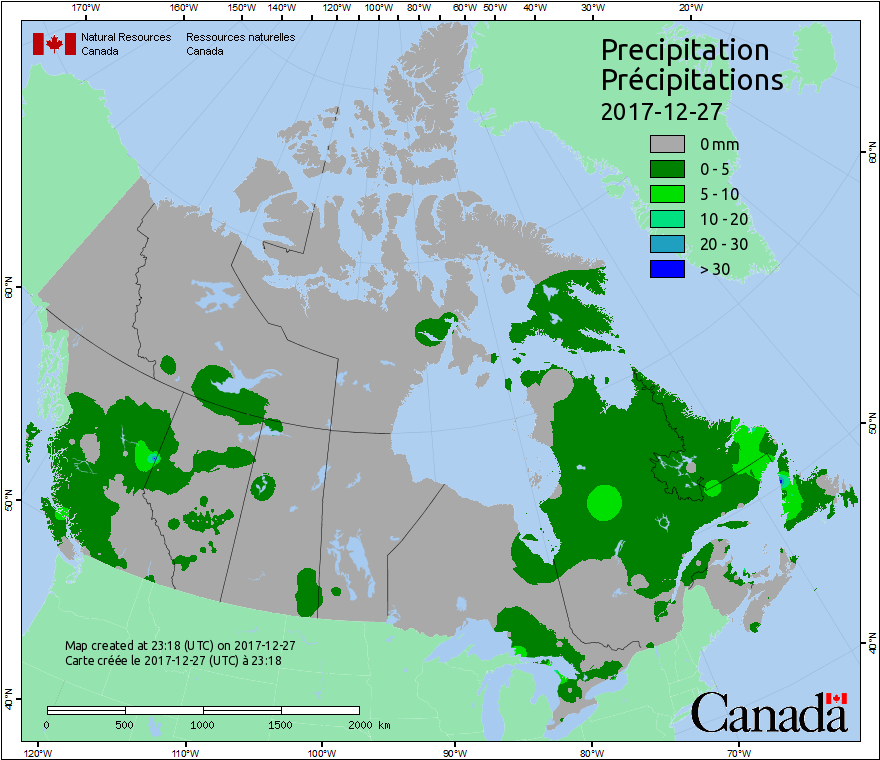 170°W 160°W 150°W 140°W 120°W 110°W 100°W 90°W 80°W 60°W 50°W 40°W 30°W 20°W
Natural Resources Canada
Ressources naturelles Canada
Precipitation
Précipitations
2017-12-27
0 mm
0 - 5
5 - 10
10 - 20
20 - 30
> 30
60°N
60°N
50°N
50°N
40°N
40°N
Map created at 23:18 (UTC) on 2017-12-27
Carte créée le 2017-12-27 (UTC) à 23:18
0 500 1000 1500 2000 km
Canada
120°W 110°W 100°W 90°W 80°W 70°W